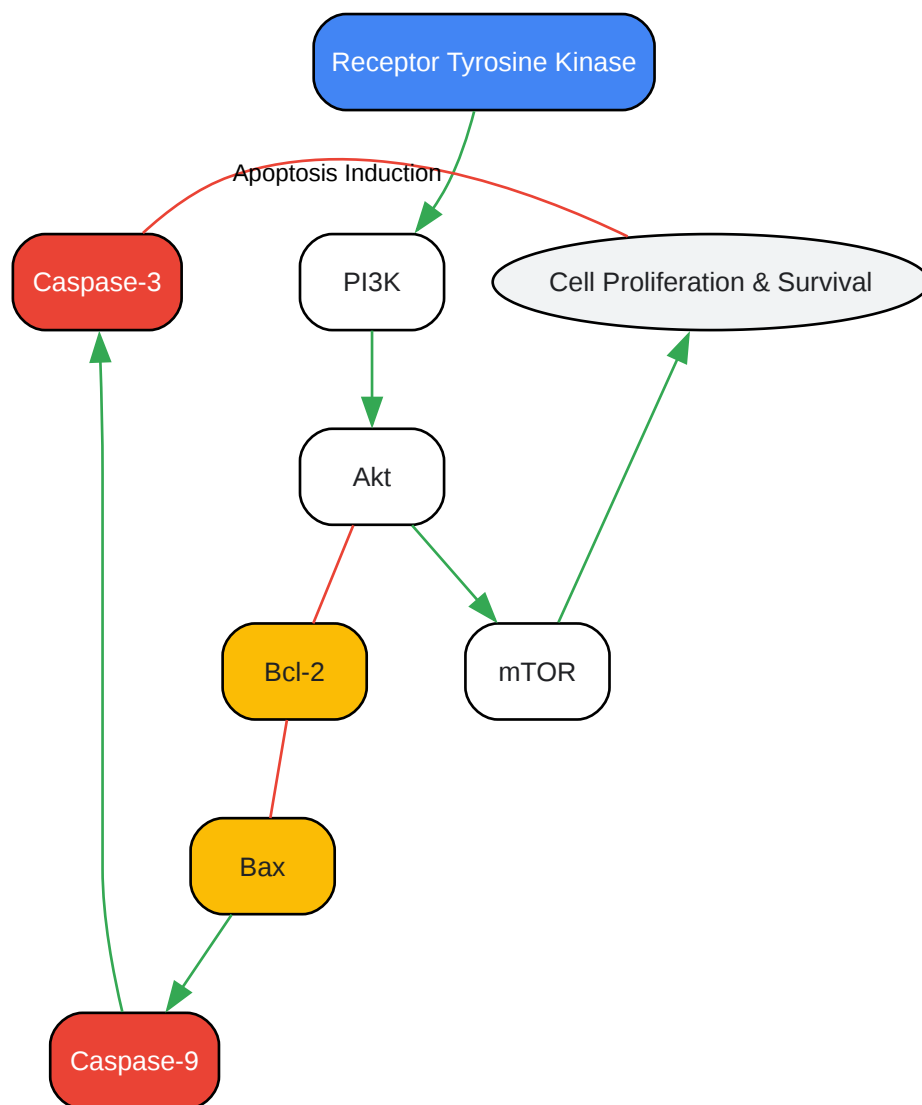 Receptor Tyrosine Kinase
Apoptosis Induction
Caspase-3
PI3K
Cell Proliferation & Survival
Akt
Bcl-2
mTOR
Bax
Caspase-9